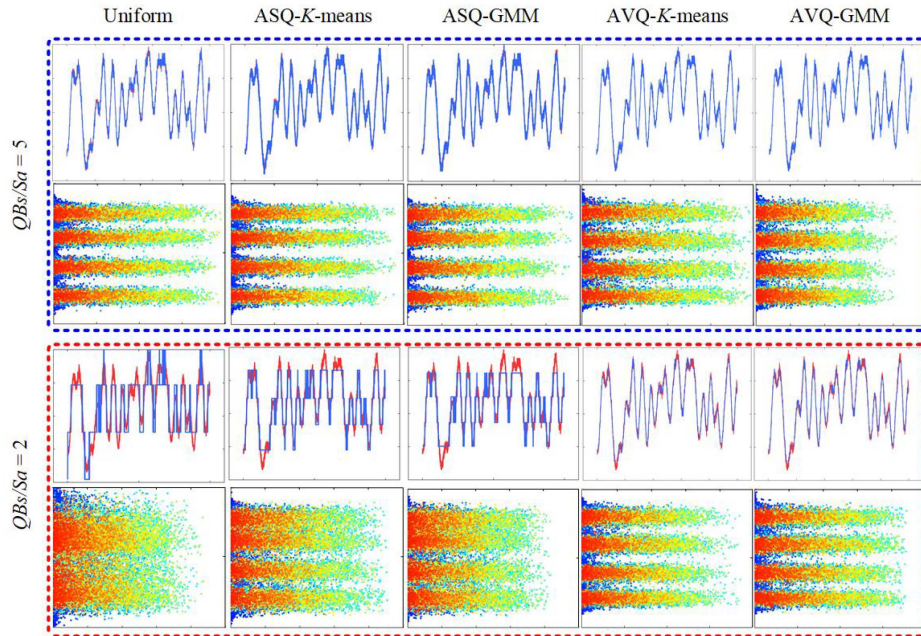 Uniform ASQ-K-means ASQ-GMM AVQ-K-means AVQ-GMM
QBs/Sa = 5
QBs/Sa = 2